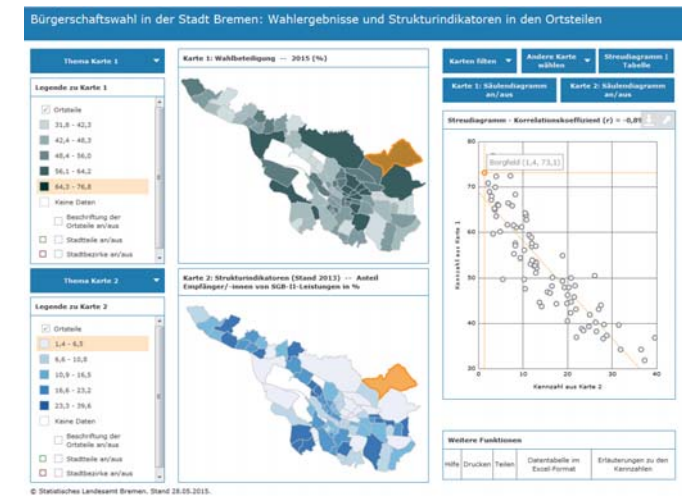 Bürgerschaftswahl in der Stadt Bremen: Wahlergebnisse und Strukturindikatoren in den Ortsteilen
Thema Karte 1
Legende zu Karte 1
Ortsteile
31,8 - 42,3
42,4 - 48,3
48,4 - 56,0
56,1 - 64,2
64,3 - 76,8
Keine Daten
Beschriftung der
Ortsteile an/aus
Stadtteile an/aus
Stadtbezirke an/aus
Karte 1: Wahlbeteiligung -- 2015 (%)
Thema Karte 2
Legende zu Karte 2
Ortsteile
1,4 - 6,5
6,6 - 10,8
10,9 - 16,5
16,6 - 23,2
23,3 - 39,6
Keine Daten
Beschriftung der
Ortsteile an/aus
Stadtteile an/aus
Stadtbezirke an/aus
Karte 2: Strukturindikatoren (Stand 2013) -- Anteil
Empfänger/-innen von SGB-II-Leistungen in %
Karten filten
Andere Karte
wählen
Streudiagramm |
Tabelle
Karte 1: Säulendiagramm
an/aus
Karte 2: Säulendiagramm
an/aus
Streudiagramm - Korrelationskoeffizient (r) = -0,89
Borgfeld (1,4, 73,1)
80
70
60
50
40
30
0
10
20
30
40
Kennzahl aus Karte 1
Kennzahl aus Karte 2
Weitere Funktionen
Hilfe
Drucken
Teilen
Datentabelle im
Excel-Format
Erläuterungen zu den
Kennzahlen
© Statistisches Landesamt Bremen. Stand 28.05.2015.